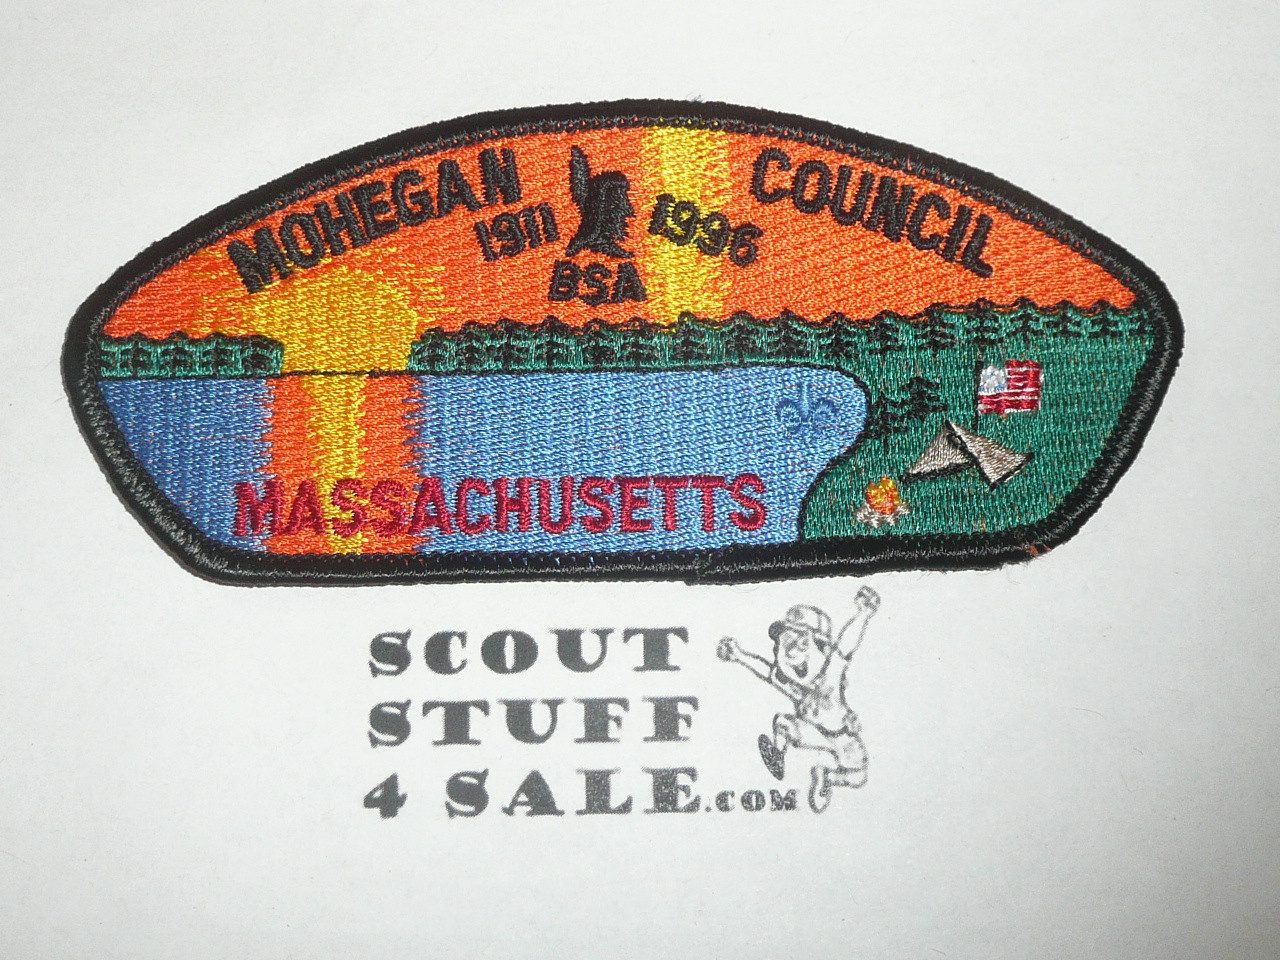 MOHEGAN COUNCIL
1911 1996
BSA
MASSACHUSETTS
SCOUT
STUFF
4 SALE.COM